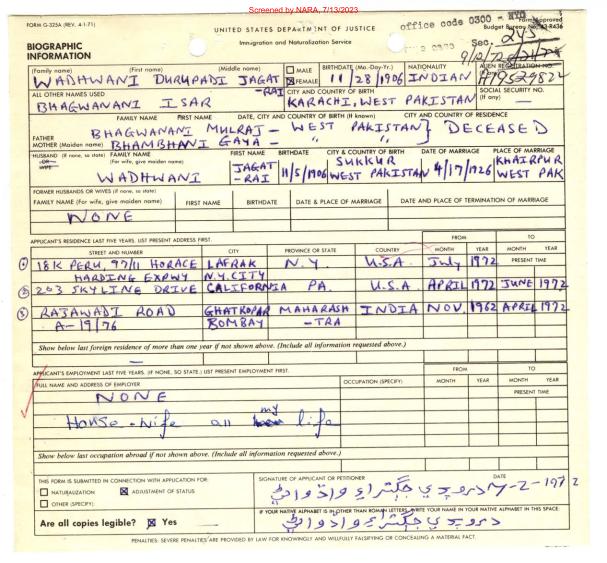 Screened by NARA, 7/13/2023
FORM G-325A (REV. 4-1-71)
UNITED STATES DEPARTMENT OF JUSTICE
office code 0300 - NYO
Form Approved
Immigration and Naturalization Service
Budget Bureau No. 43-R436
BIOGRAPHIC INFORMATION
Sec. 245
(Family name) (First name) (Middle name)
MALE
FEMALE
BIRTHDATE (Mo.-Day-Yr.) NATIONALITY
ALIEN REGISTRATION NO.
WADHWANI DURUPADI JAGAT-RAI
11/28/1906 INDIAN
A19529822
ALL OTHER NAMES USED
CITY AND COUNTRY OF BIRTH
SOCIAL SECURITY NO. (If any)
BHAGWANANI ISAR
KARACHI, WEST PAKISTAN
FAMILY NAME FIRST NAME DATE, CITY AND COUNTRY OF BIRTH (If known) CITY AND COUNTRY OF RESIDENCE
FATHER BHAGWANANI MULRAJ - WEST PAKISTAN } DECEASED
MOTHER (Maiden name) BHAMBHANI GAYA - " "
HUSBAND (If none, so state) OR WIFE FAMILY NAME (For wife, give maiden name) FIRST NAME BIRTHDATE CITY & COUNTRY OF BIRTH DATE OF MARRIAGE PLACE OF MARRIAGE
WADHWANI JAGAT-RAI 11/5/1906 SUKKUR WEST PAKISTAN 4/17/1926 KHAIRPUR WEST PAK
FORMER HUSBANDS OR WIVES (If none, so state)
FAMILY NAME (For wife, give maiden name) FIRST NAME BIRTHDATE DATE & PLACE OF MARRIAGE DATE AND PLACE OF TERMINATION OF MARRIAGE
NONE
APPLICANT'S RESIDENCE LAST FIVE YEARS. LIST PRESENT ADDRESS FIRST.
FROM TO
STREET AND NUMBER CITY PROVINCE OR STATE COUNTRY MONTH YEAR MONTH YEAR
① 18K PERU, 97/11 HORACE LAFRAK N.Y. U.S.A. July 1972 PRESENT TIME
HARDING EXPWY N.Y.CITY
② 203 SKYLINE DRIVE CALIFORNIA PA. U.S.A. APRIL 1972 JUNE 1972
③ RAJAWADI ROAD GHATKOPAR MAHARASH INDIA NOV. 1962 APRIL 1972
A-19/76 BOMBAY -TRA
Show below last foreign residence of more than one year if not shown above. (Include all information requested above.)
—
APPLICANT'S EMPLOYMENT LAST FIVE YEARS. (IF NONE, SO STATE.) LIST PRESENT EMPLOYMENT FIRST.
FROM TO
FULL NAME AND ADDRESS OF EMPLOYER OCCUPATION (SPECIFY) MONTH YEAR MONTH YEAR
NONE
PRESENT TIME
House-wife all my life
Show below last occupation abroad if not shown above. (Include all information requested above.)
THIS FORM IS SUBMITTED IN CONNECTION WITH APPLICATION FOR:
NATURALIZATION ADJUSTMENT OF STATUS
OTHER (SPECIFY):
SIGNATURE OF APPLICANT OR PETITIONER DATE
7-2-1972
IF YOUR NATIVE ALPHABET IS IN OTHER THAN ROMAN LETTERS, WRITE YOUR NAME IN YOUR NATIVE ALPHABET IN THIS SPACE:
Are all copies legible? Yes
PENALTIES: SEVERE PENALTIES ARE PROVIDED BY LAW FOR KNOWINGLY AND WILLFULLY FALSIFYING OR CONCEALING A MATERIAL FACT.